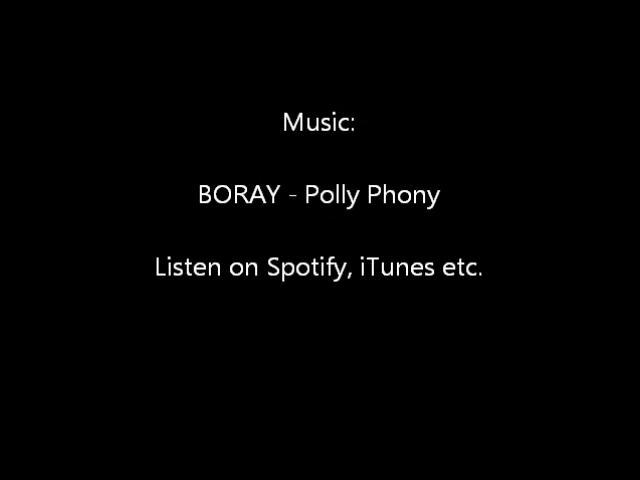 Music:
BORAY - Polly Phony
Listen on Spotify, iTunes etc.